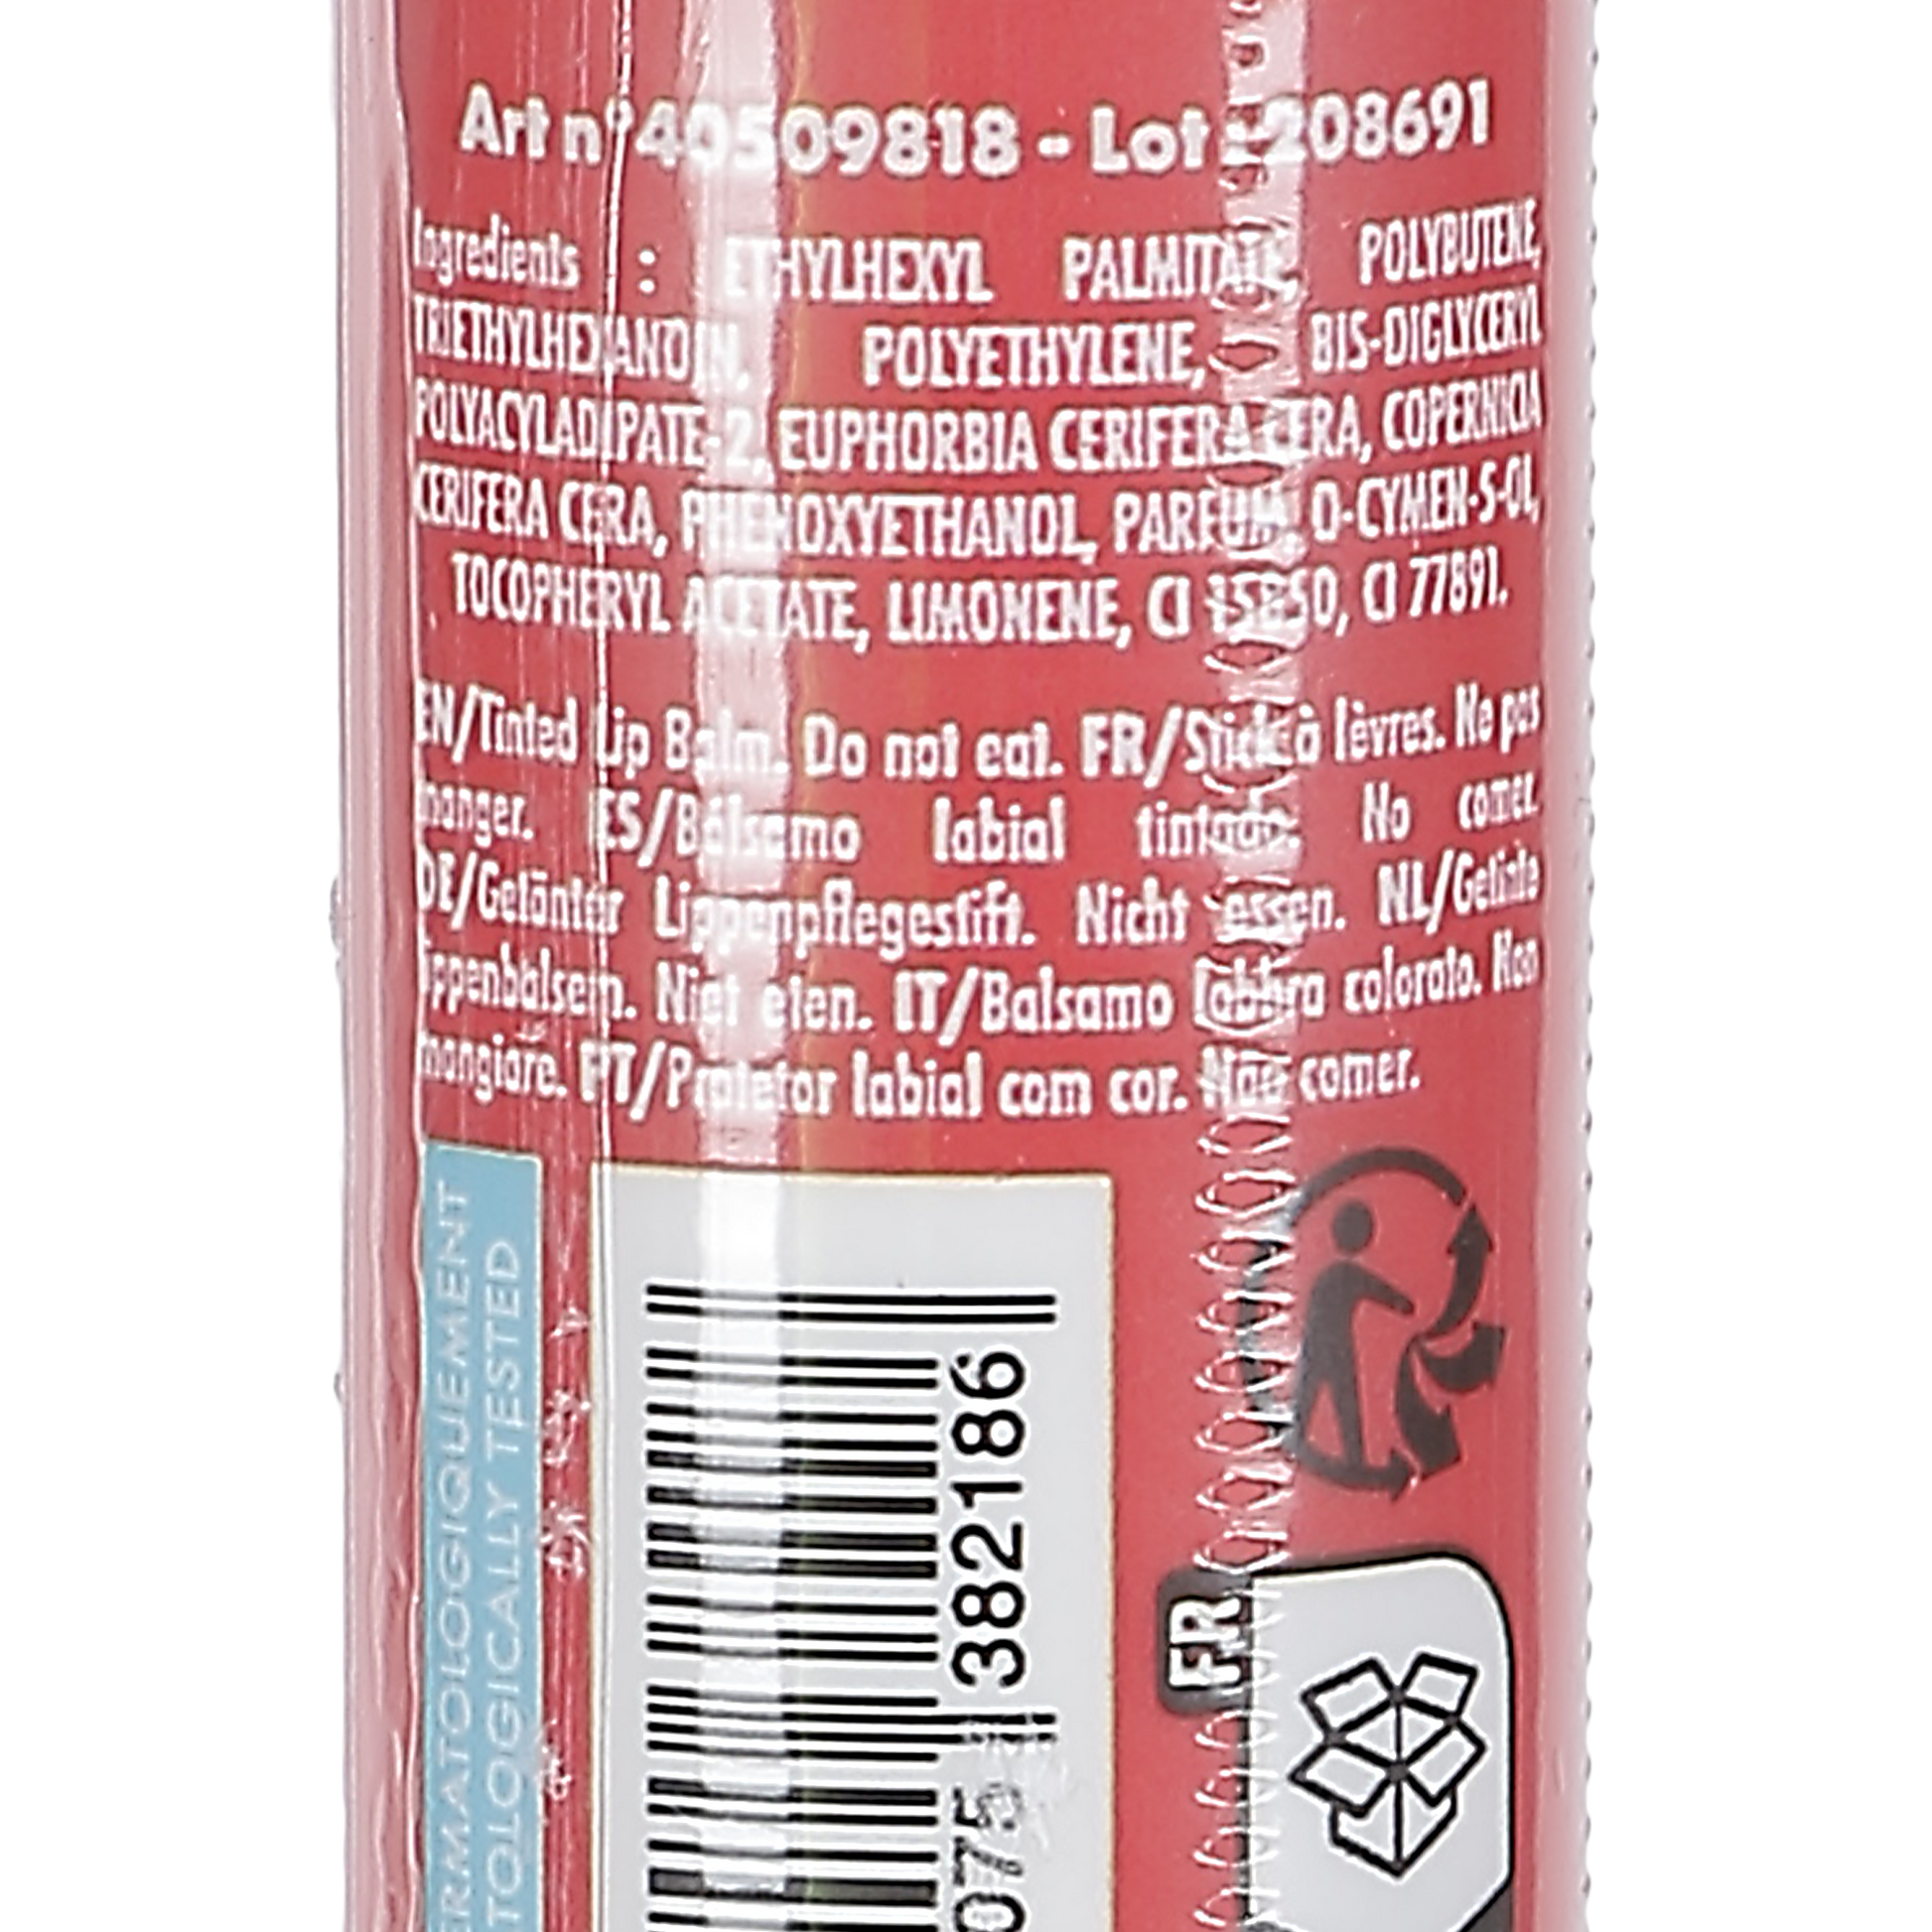 Art n° 40509818 - Lot : 208691
Ingredients : ETHYLHEXYL PALMITATE, POLYBUTENE,
TRIETHYLHEXANOIN, POLYETHYLENE, BIS-DIGLYCERYL
POLYACYLADIPATE-2, EUPHORBIA CERIFERA CERA, COPERNICIA
CERIFERA CERA, PHENOXYETHANOL, PARFUM, O-CYMEN-5-OL,
TOCOPHERYL ACETATE, LIMONENE, CI 15850, CI 77891.
EN/Tinted Lip Balm. Do not eat. FR/Stick à lèvres. Ne pas
manger. ES/Bálsamo labial tintado. No comer.
DE/Getönter Lippenpflegestift. Nicht essen. NL/Getinte
lippenbalsem. Niet eten. IT/Balsamo labbra colorato. Non
mangiare. PT/Protetor labial com cor. Não comer.
ERMATOLOGIQUEMENT
TOLOGICALLY TESTED
075 382186
FR